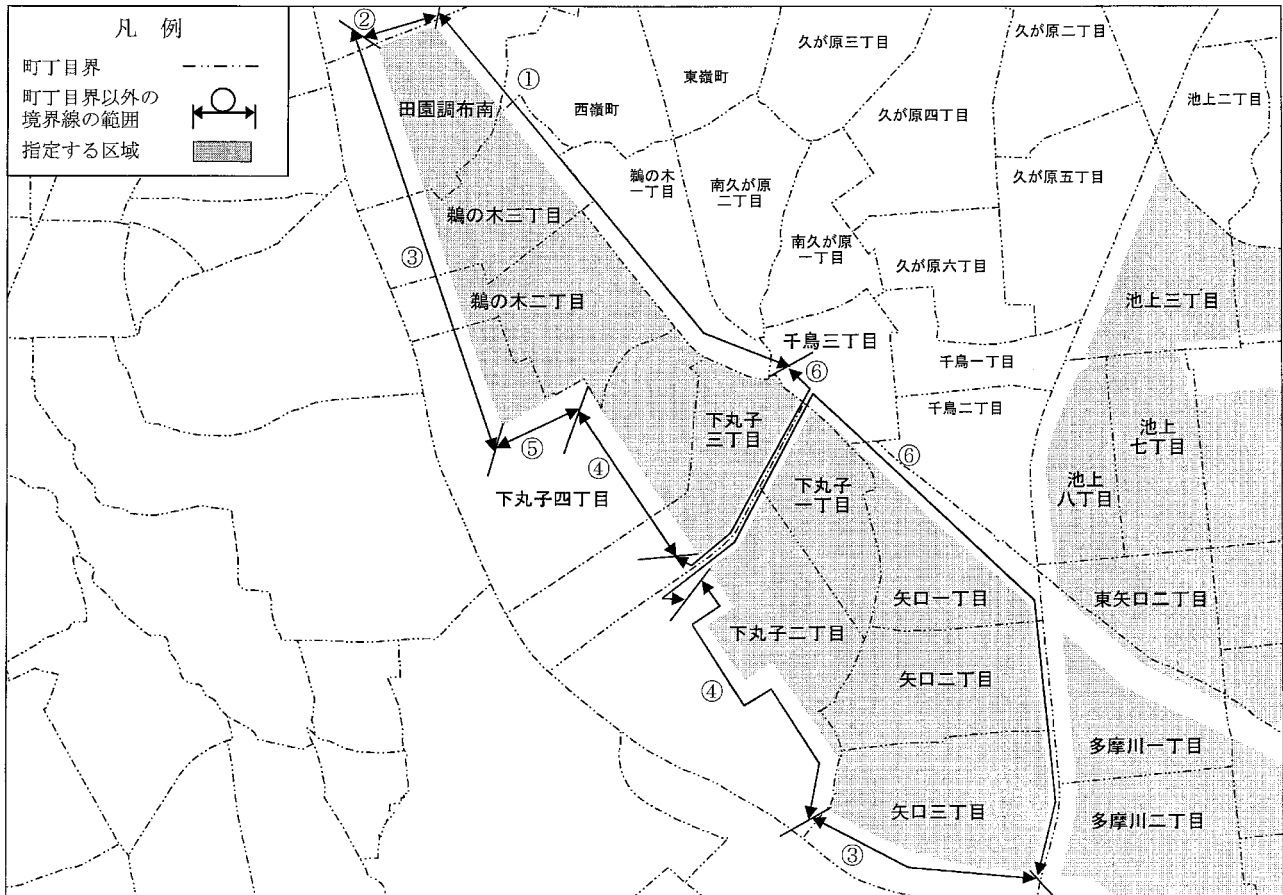 凡 例
町丁目界
町丁目界以外の
境界線の範囲
指定する区域
②
①
久が原三丁目
久が原二丁目
東嶺町
西嶺町
池上二丁目
田園調布南
久が原四丁目
鵜の木
一丁目
南久が原
二丁目
久が原五丁目
鵜の木三丁目
南久が原
一丁目
③
久が原六丁目
鵜の木二丁目
池上三丁目
千鳥三丁目
千鳥一丁目
⑥
千鳥二丁目
下丸子
三丁目
池上
七丁目
⑤
④
⑥
下丸子四丁目
下丸子
一丁目
池上
八丁目
矢口一丁目
東矢口二丁目
下丸子二丁目
④
矢口二丁目
多摩川一丁目
矢口三丁目
多摩川二丁目
③